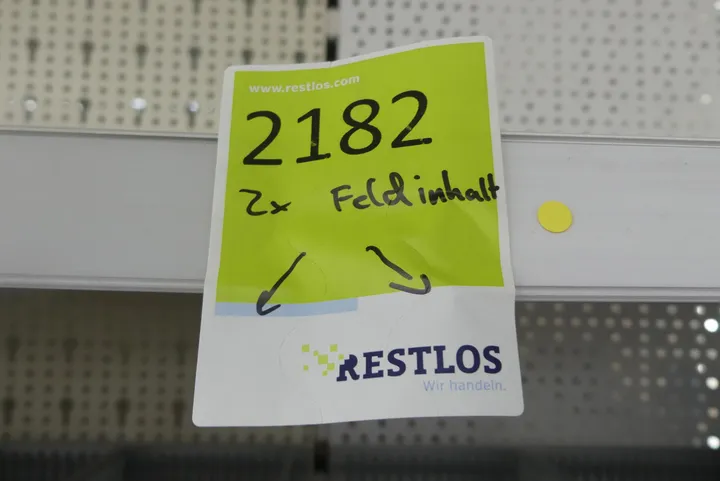 www.restlos.com
2182
2x Feldinhalt
RESTLOS
Wir handeln.